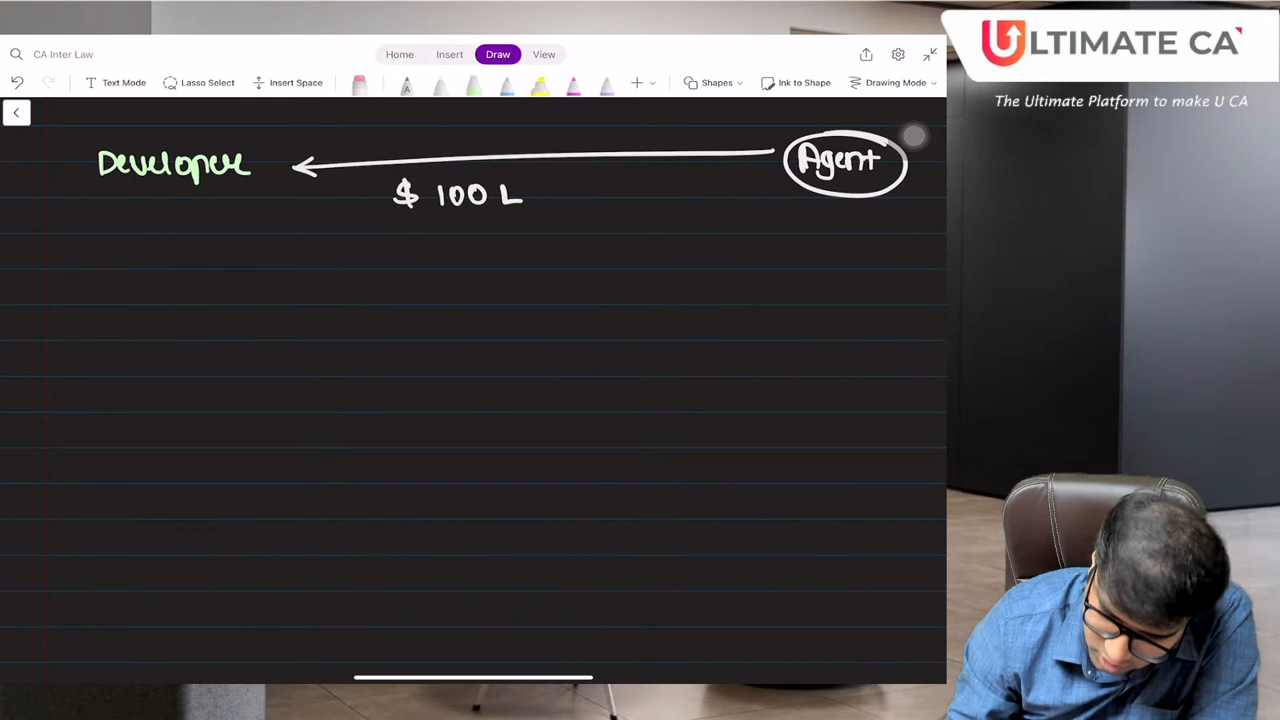 ULTIMATE CA
The Ultimate Platform to make U CA
CA Inter Law
Home Insert Draw View
Text Mode Lasso Select Insert Space Shapes Ink to Shape Drawing Mode
Developer Agent
$ 100 L